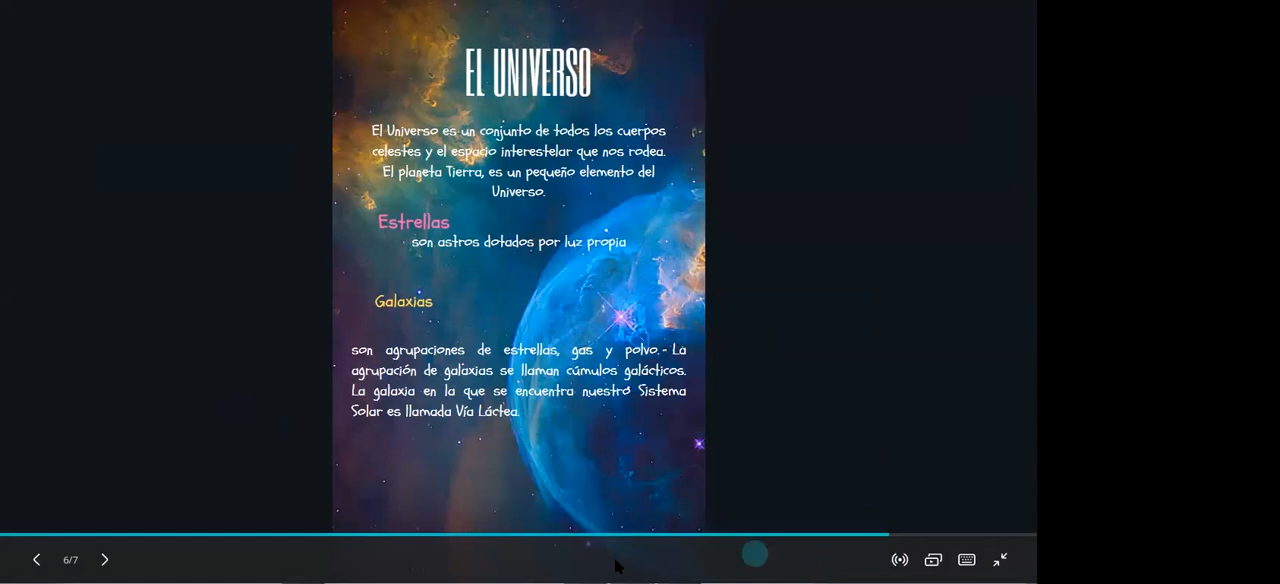 EL UNIVERSO
El Universo es un conjunto de todos los cuerpos
celestes y el espacio interestelar que nos rodea.
El planeta Tierra, es un pequeño elemento del
Universo.
Estrellas
son astros dotados por luz propia
Galaxias
son agrupaciones de estrellas, gas y polvo.- La
agrupación de galaxias se llaman cúmulos galácticos.
La galaxia en la que se encuentra nuestro Sistema
Solar es llamada Vía Láctea.
6/7